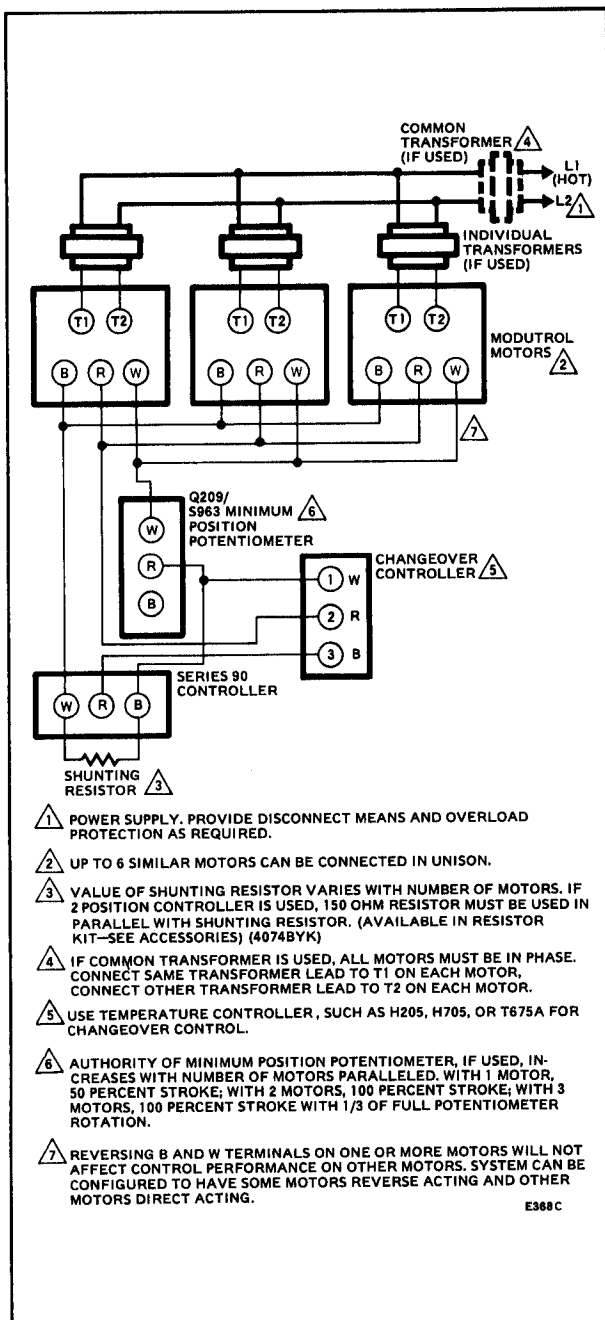 COMMON
TRANSFORMER 4
(IF USED)
L1
(HOT)
L2 1
INDIVIDUAL
TRANSFORMERS
(IF USED)
T1 T2
T1 T2
T1 T2
B R W
B R W
B R W
MODUTROL
MOTORS 2
7
Q209/
S963 MINIMUM 6
POSITION
POTENTIOMETER
W
R
B
CHANGEOVER
CONTROLLER 5
1 W
2 R
3 B
SERIES 90
CONTROLLER
W R B
SHUNTING
RESISTOR 3
1 POWER SUPPLY. PROVIDE DISCONNECT MEANS AND OVERLOAD
PROTECTION AS REQUIRED.
2 UP TO 6 SIMILAR MOTORS CAN BE CONNECTED IN UNISON.
3 VALUE OF SHUNTING RESISTOR VARIES WITH NUMBER OF MOTORS. IF
2 POSITION CONTROLLER IS USED, 150 OHM RESISTOR MUST BE USED IN
PARALLEL WITH SHUNTING RESISTOR. (AVAILABLE IN RESISTOR
KIT—SEE ACCESSORIES) (4074BYK)
4 IF COMMON TRANSFORMER IS USED, ALL MOTORS MUST BE IN PHASE.
CONNECT SAME TRANSFORMER LEAD TO T1 ON EACH MOTOR,
CONNECT OTHER TRANSFORMER LEAD TO T2 ON EACH MOTOR.
5 USE TEMPERATURE CONTROLLER, SUCH AS H205, H705, OR T675A FOR
CHANGEOVER CONTROL.
6 AUTHORITY OF MINIMUM POSITION POTENTIOMETER, IF USED, IN-
CREASES WITH NUMBER OF MOTORS PARALLELED. WITH 1 MOTOR,
50 PERCENT STROKE; WITH 2 MOTORS, 100 PERCENT STROKE; WITH 3
MOTORS, 100 PERCENT STROKE WITH 1/3 OF FULL POTENTIOMETER
ROTATION.
7 REVERSING B AND W TERMINALS ON ONE OR MORE MOTORS WILL NOT
AFFECT CONTROL PERFORMANCE ON OTHER MOTORS. SYSTEM CAN BE
CONFIGURED TO HAVE SOME MOTORS REVERSE ACTING AND OTHER
MOTORS DIRECT ACTING.
E368C